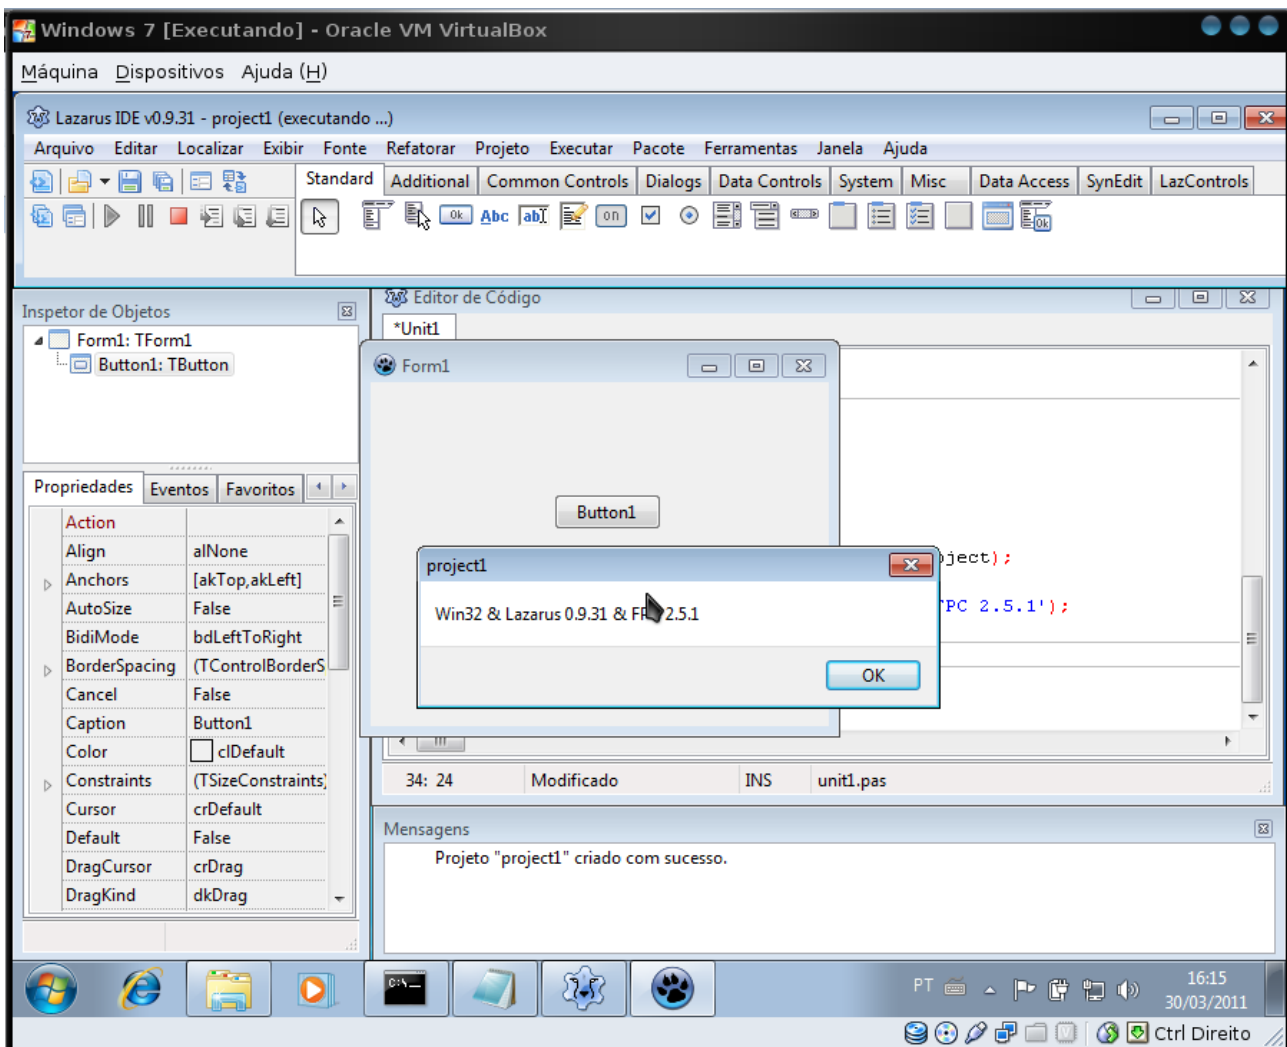 Windows 7 [Executando] - Oracle VM VirtualBox
Máquina Dispositivos Ajuda (H)
Lazarus IDE v0.9.31 - project1 (executando ...)
Arquivo Editar Localizar Exibir Fonte Refatorar Projeto Executar Pacote Ferramentas Janela Ajuda
Standard Additional Common Controls Dialogs Data Controls System Misc Data Access SynEdit LazControls
Ok Abc abI on Ok
Inspetor de Objetos
Form1: TForm1
Button1: TButton
Propriedades Eventos Favoritos
Action
Align alNone
Anchors [akTop,akLeft]
AutoSize False
BidiMode bdLeftToRight
BorderSpacing (TControlBorderS
Cancel False
Caption Button1
Color clDefault
Constraints (TSizeConstraints)
Cursor crDefault
Default False
DragCursor crDrag
DragKind dkDrag
Editor de Código
*Unit1
Form1
Button1
ject);
PC 2.5.1');
project1
Win32 & Lazarus 0.9.31 & 2.5.1
OK
34: 24 Modificado INS unit1.pas
Mensagens
Projeto "project1" criado com sucesso.
C:\_
PT
16:15
30/03/2011
Ctrl Direito